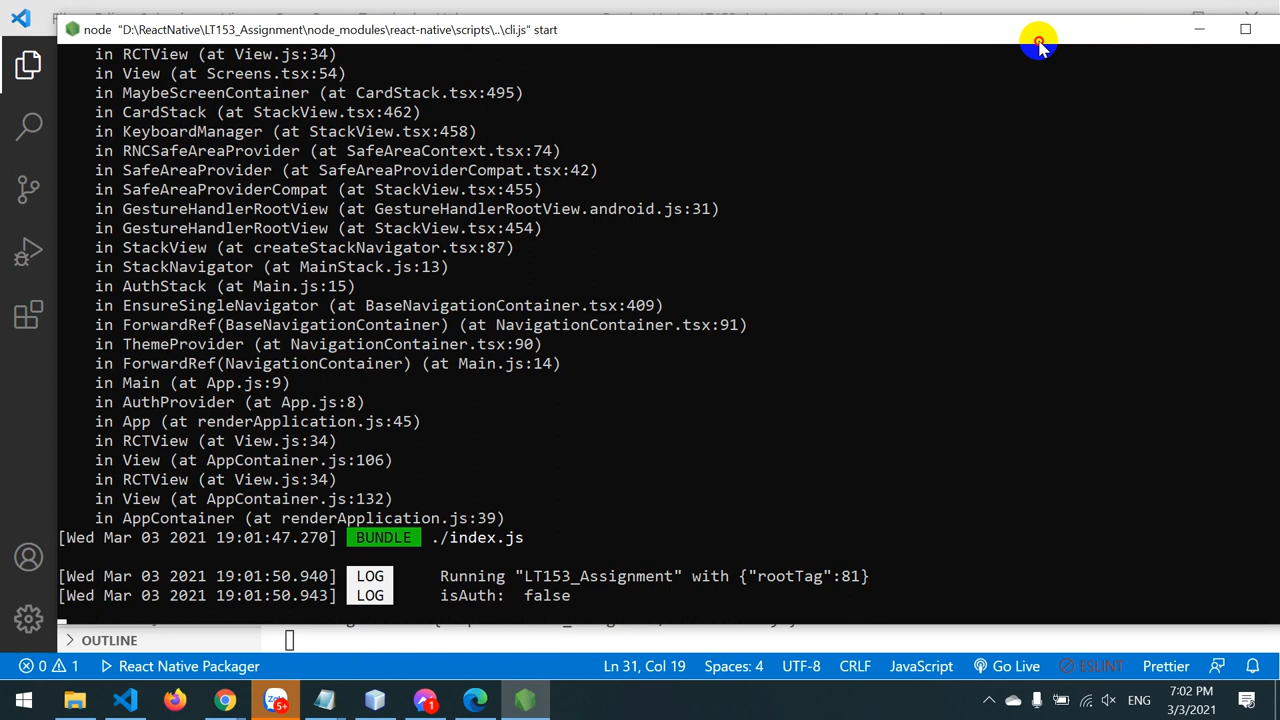 node "D:\ReactNative\LT153_Assignment\node_modules\react-native\scripts\..\cli.js" start
in RCTView (at View.js:34)
in View (at Screens.tsx:54)
in MaybeScreenContainer (at CardStack.tsx:495)
in CardStack (at StackView.tsx:462)
in KeyboardManager (at StackView.tsx:458)
in RNCSafeAreaProvider (at SafeAreaContext.tsx:74)
in SafeAreaProvider (at SafeAreaProviderCompat.tsx:42)
in SafeAreaProviderCompat (at StackView.tsx:455)
in GestureHandlerRootView (at GestureHandlerRootView.android.js:31)
in GestureHandlerRootView (at StackView.tsx:454)
in StackView (at createStackNavigator.tsx:87)
in StackNavigator (at MainStack.js:13)
in AuthStack (at Main.js:15)
in EnsureSingleNavigator (at BaseNavigationContainer.tsx:409)
in ForwardRef(BaseNavigationContainer) (at NavigationContainer.tsx:91)
in ThemeProvider (at NavigationContainer.tsx:90)
in ForwardRef(NavigationContainer) (at Main.js:14)
in Main (at App.js:9)
in AuthProvider (at App.js:8)
in App (at renderApplication.js:45)
in RCTView (at View.js:34)
in View (at AppContainer.js:106)
in RCTView (at View.js:34)
in View (at AppContainer.js:132)
in AppContainer (at renderApplication.js:39)
[Wed Mar 03 2021 19:01:47.270] BUNDLE ./index.js
[Wed Mar 03 2021 19:01:50.940] LOG Running "LT153_Assignment" with {"rootTag":81}
[Wed Mar 03 2021 19:01:50.943] LOG isAuth: false
OUTLINE
0 1 React Native Packager Ln 31, Col 19 Spaces: 4 UTF-8 CRLF JavaScript Go Live ESLINT Prettier
Zalo 5+ 1 ENG 7:02 PM
3/3/2021